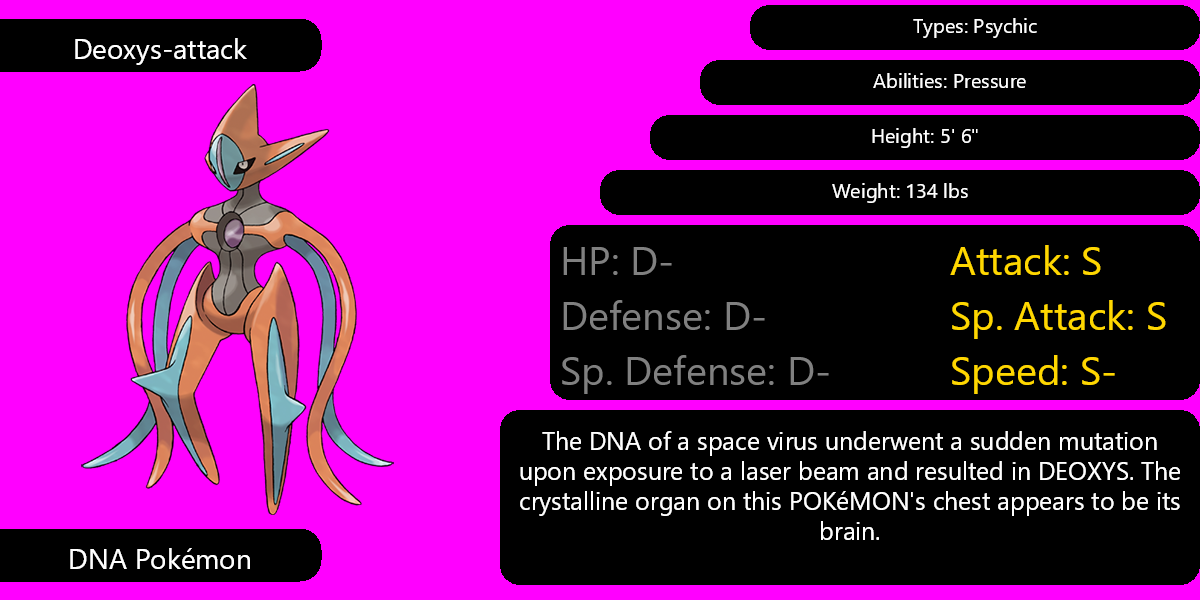 Deoxys-attack
DNA Pokémon
Types: Psychic
Abilities: Pressure
Height: 5' 6"
Weight: 134 lbs
HP: D-
Attack: S
Defense: D-
Sp. Attack: S
Sp. Defense: D-
Speed: S-
The DNA of a space virus underwent a sudden mutation
upon exposure to a laser beam and resulted in DEOXYS. The
crystalline organ on this POKéMON's chest appears to be its
brain.